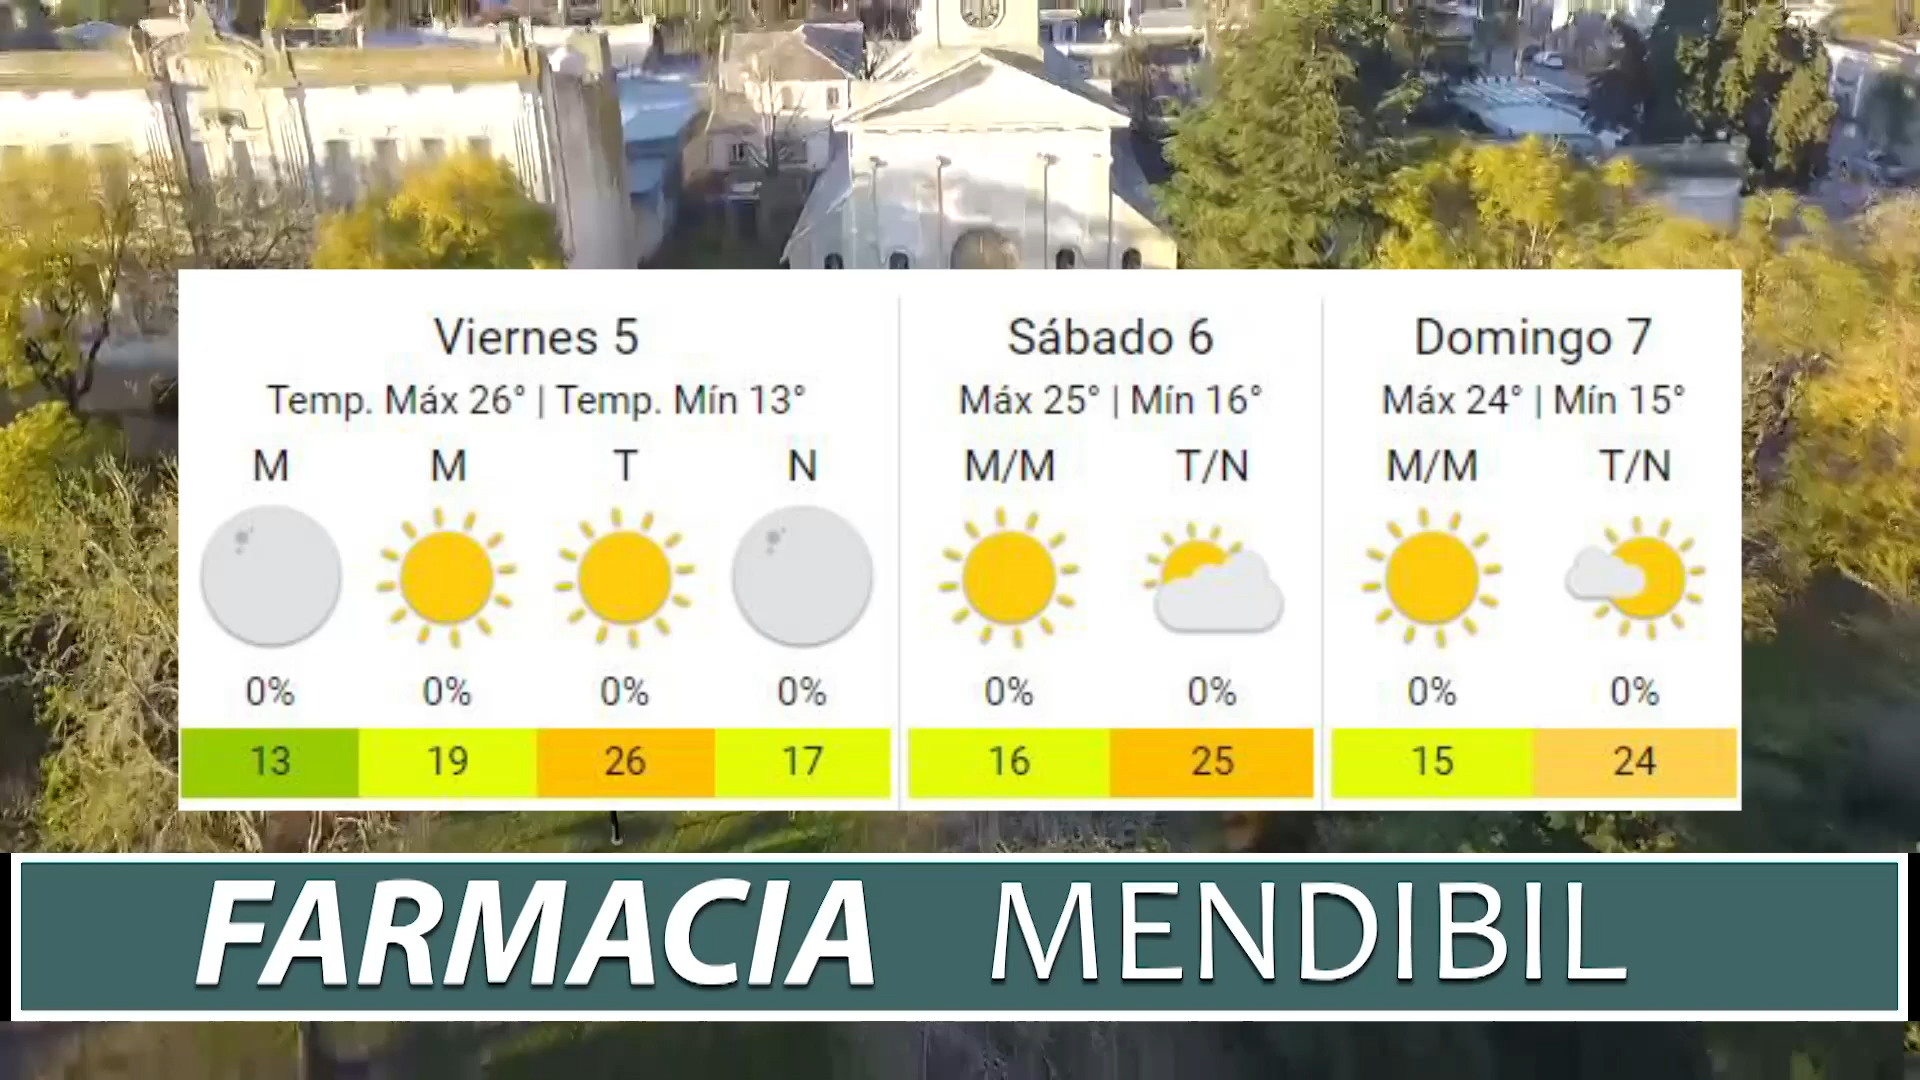 Viernes 5
Temp. Máx 26° | Temp. Mín 13°
M M T N
0% 0% 0% 0%
13 19 26 17
Sábado 6
Máx 25° | Mín 16°
M/M T/N
0% 0%
16 25
Domingo 7
Máx 24° | Mín 15°
M/M T/N
0% 0%
15 24
FARMACIA MENDIBIL